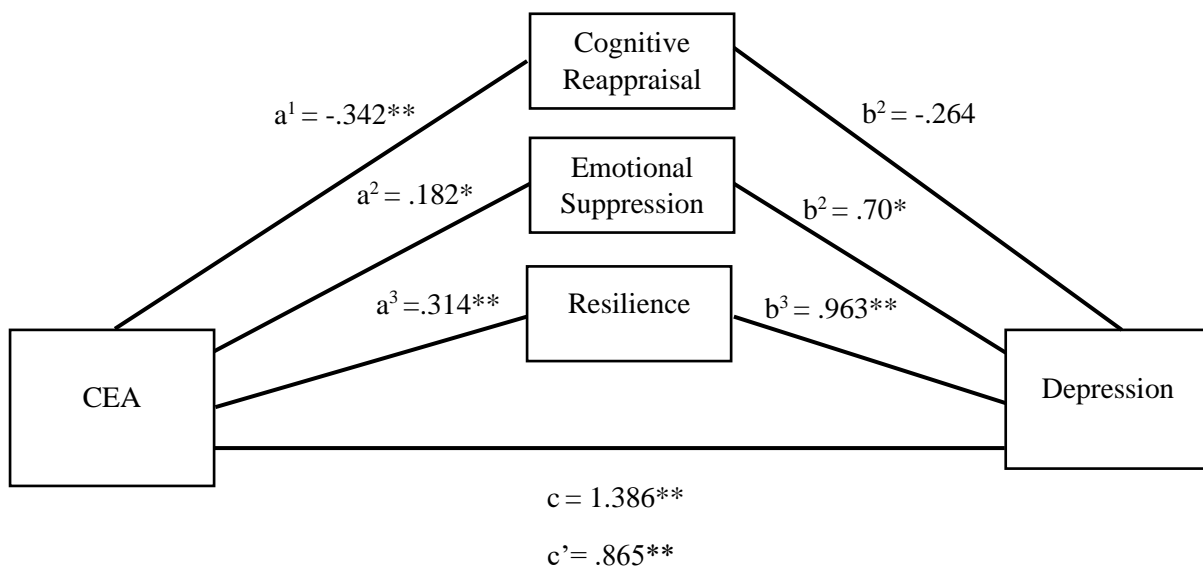 Cognitive
Reappraisal
a¹ = -.342**
b² = -.264
Emotional
Suppression
a² = .182*
b² = .70*
Resilience
a³ =.314**
b³ = .963**
CEA
Depression
c = 1.386**
c’= .865**